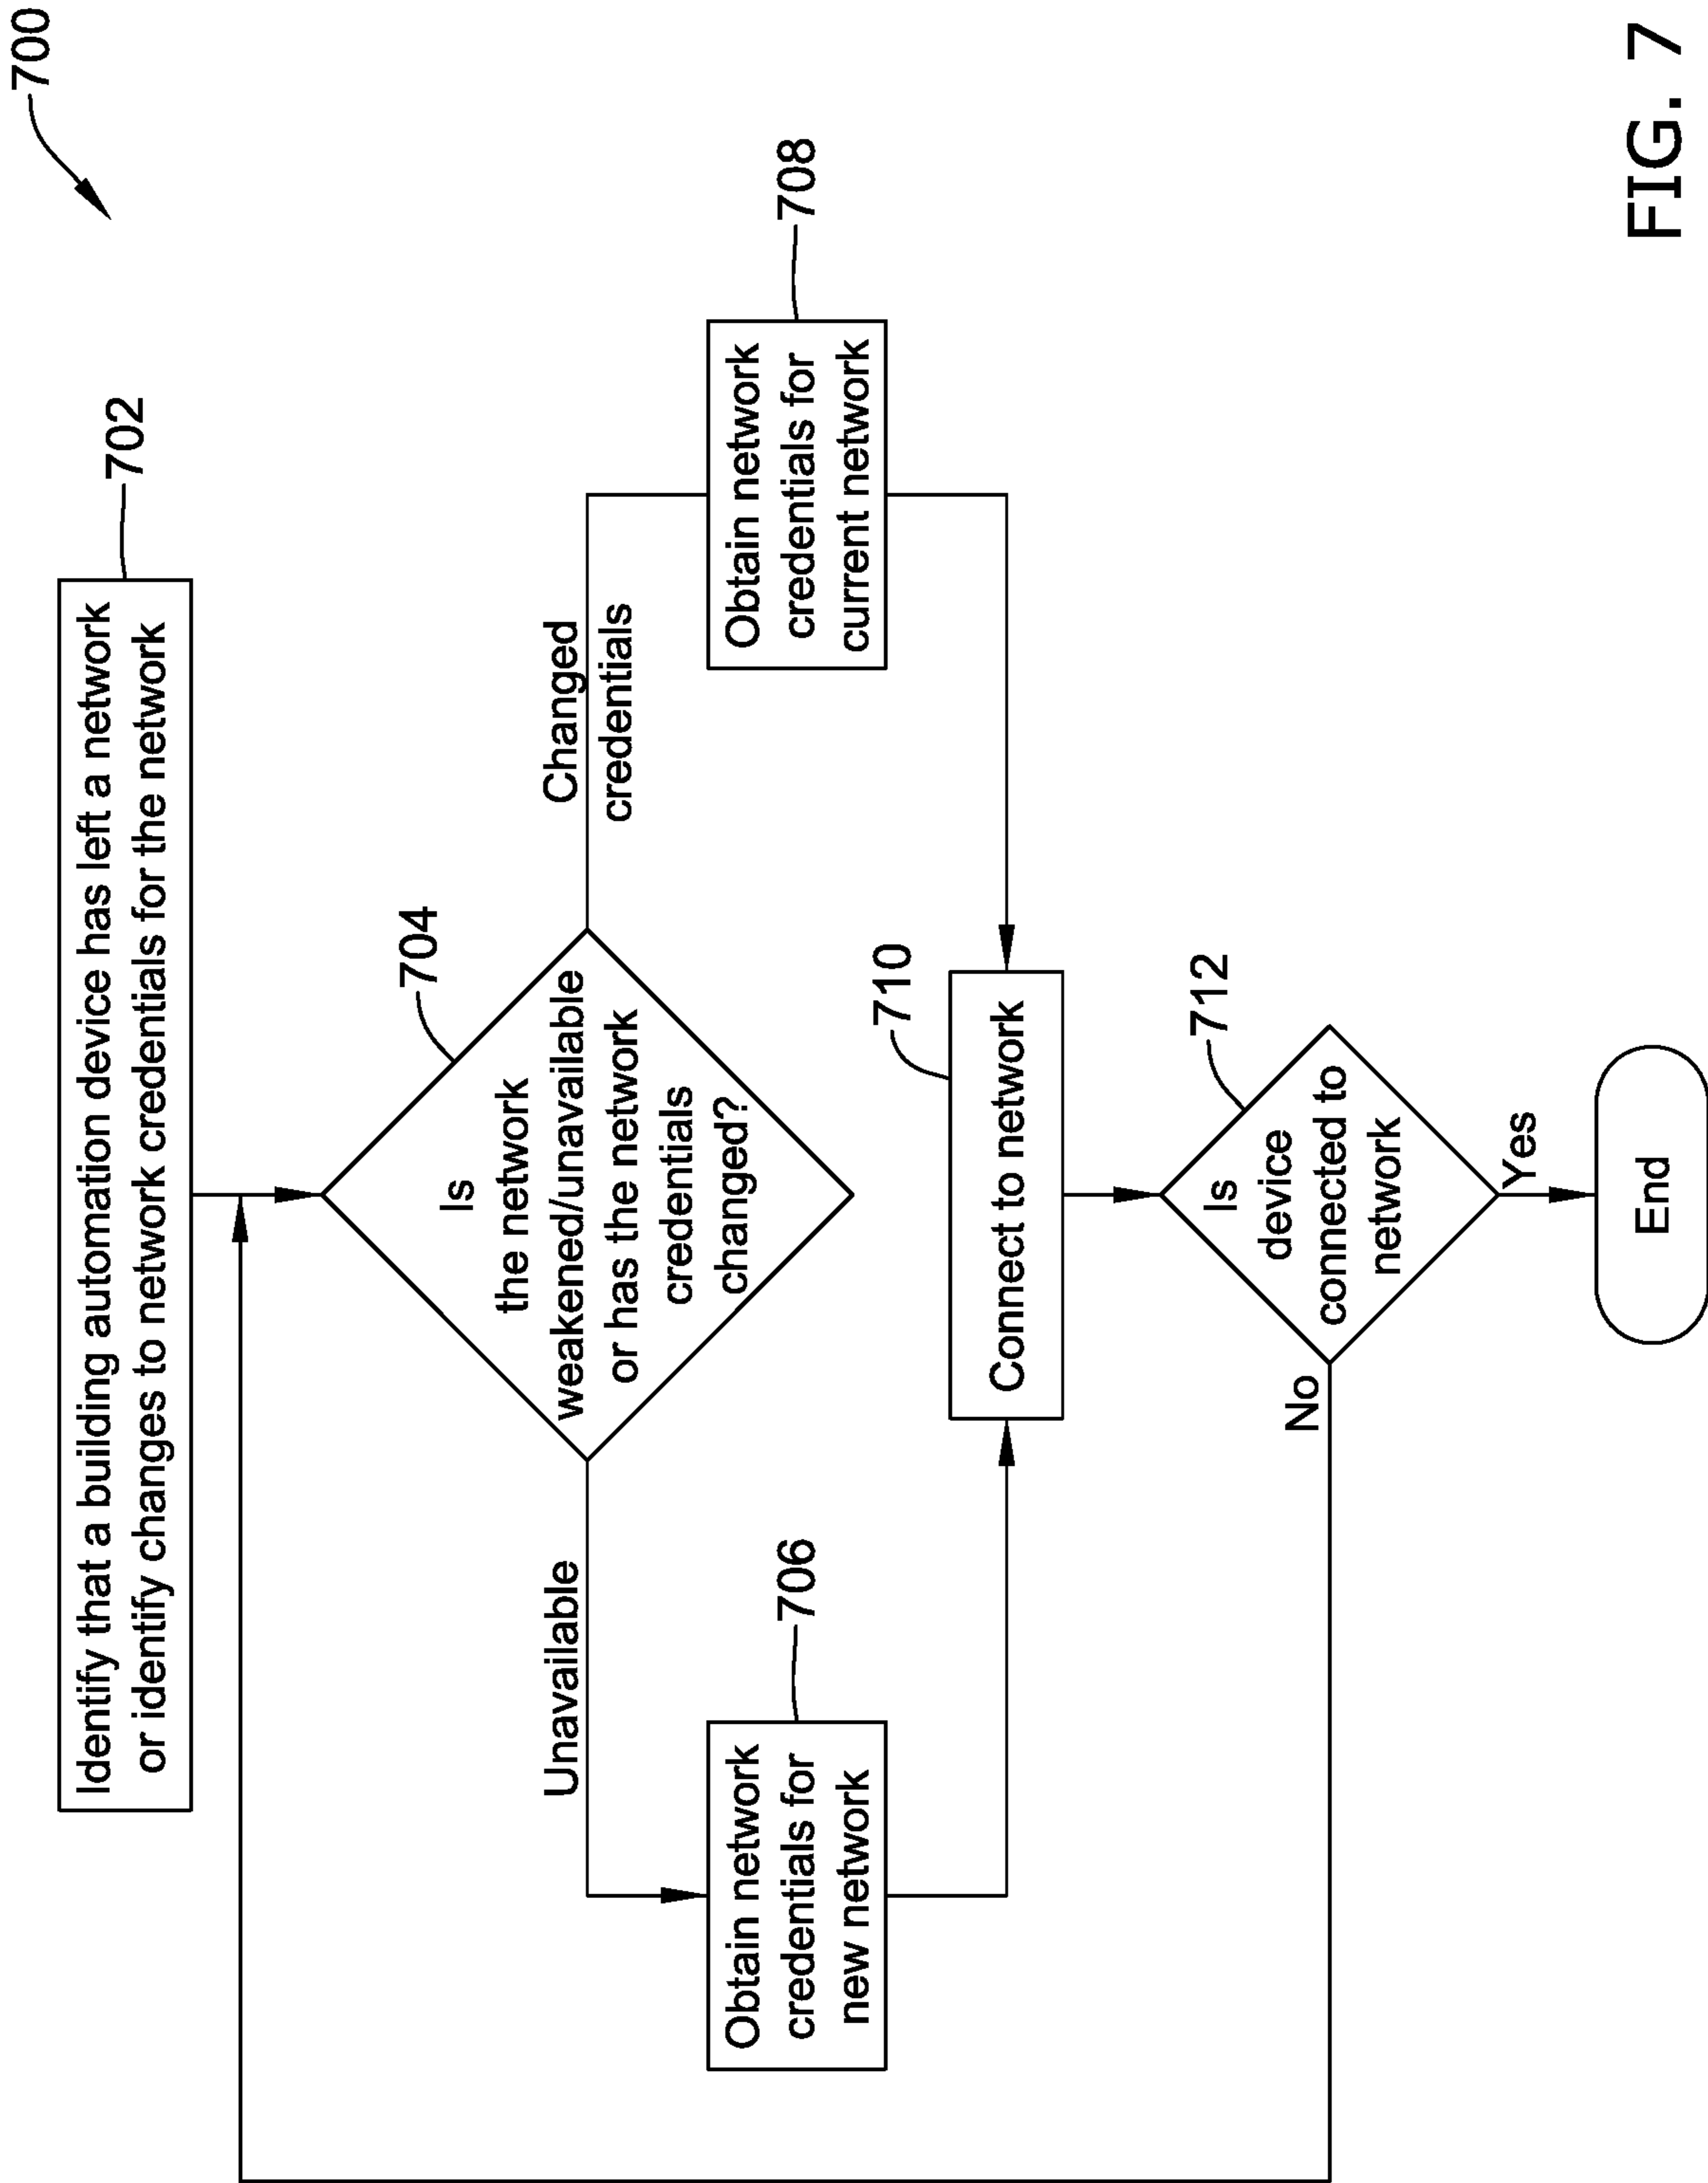 700
Identify that a building automation device has left a network
or identify changes to network credentials for the network
702
Is
the network
weakened/unavailable
or has the network
credentials
changed?
704
Unavailable
Changed
credentials
Obtain network
credentials for
new network
706
Obtain network
credentials for
current network
708
Connect to network
710
Is
device
connected to
network
712
No
Yes
End
FIG. 7